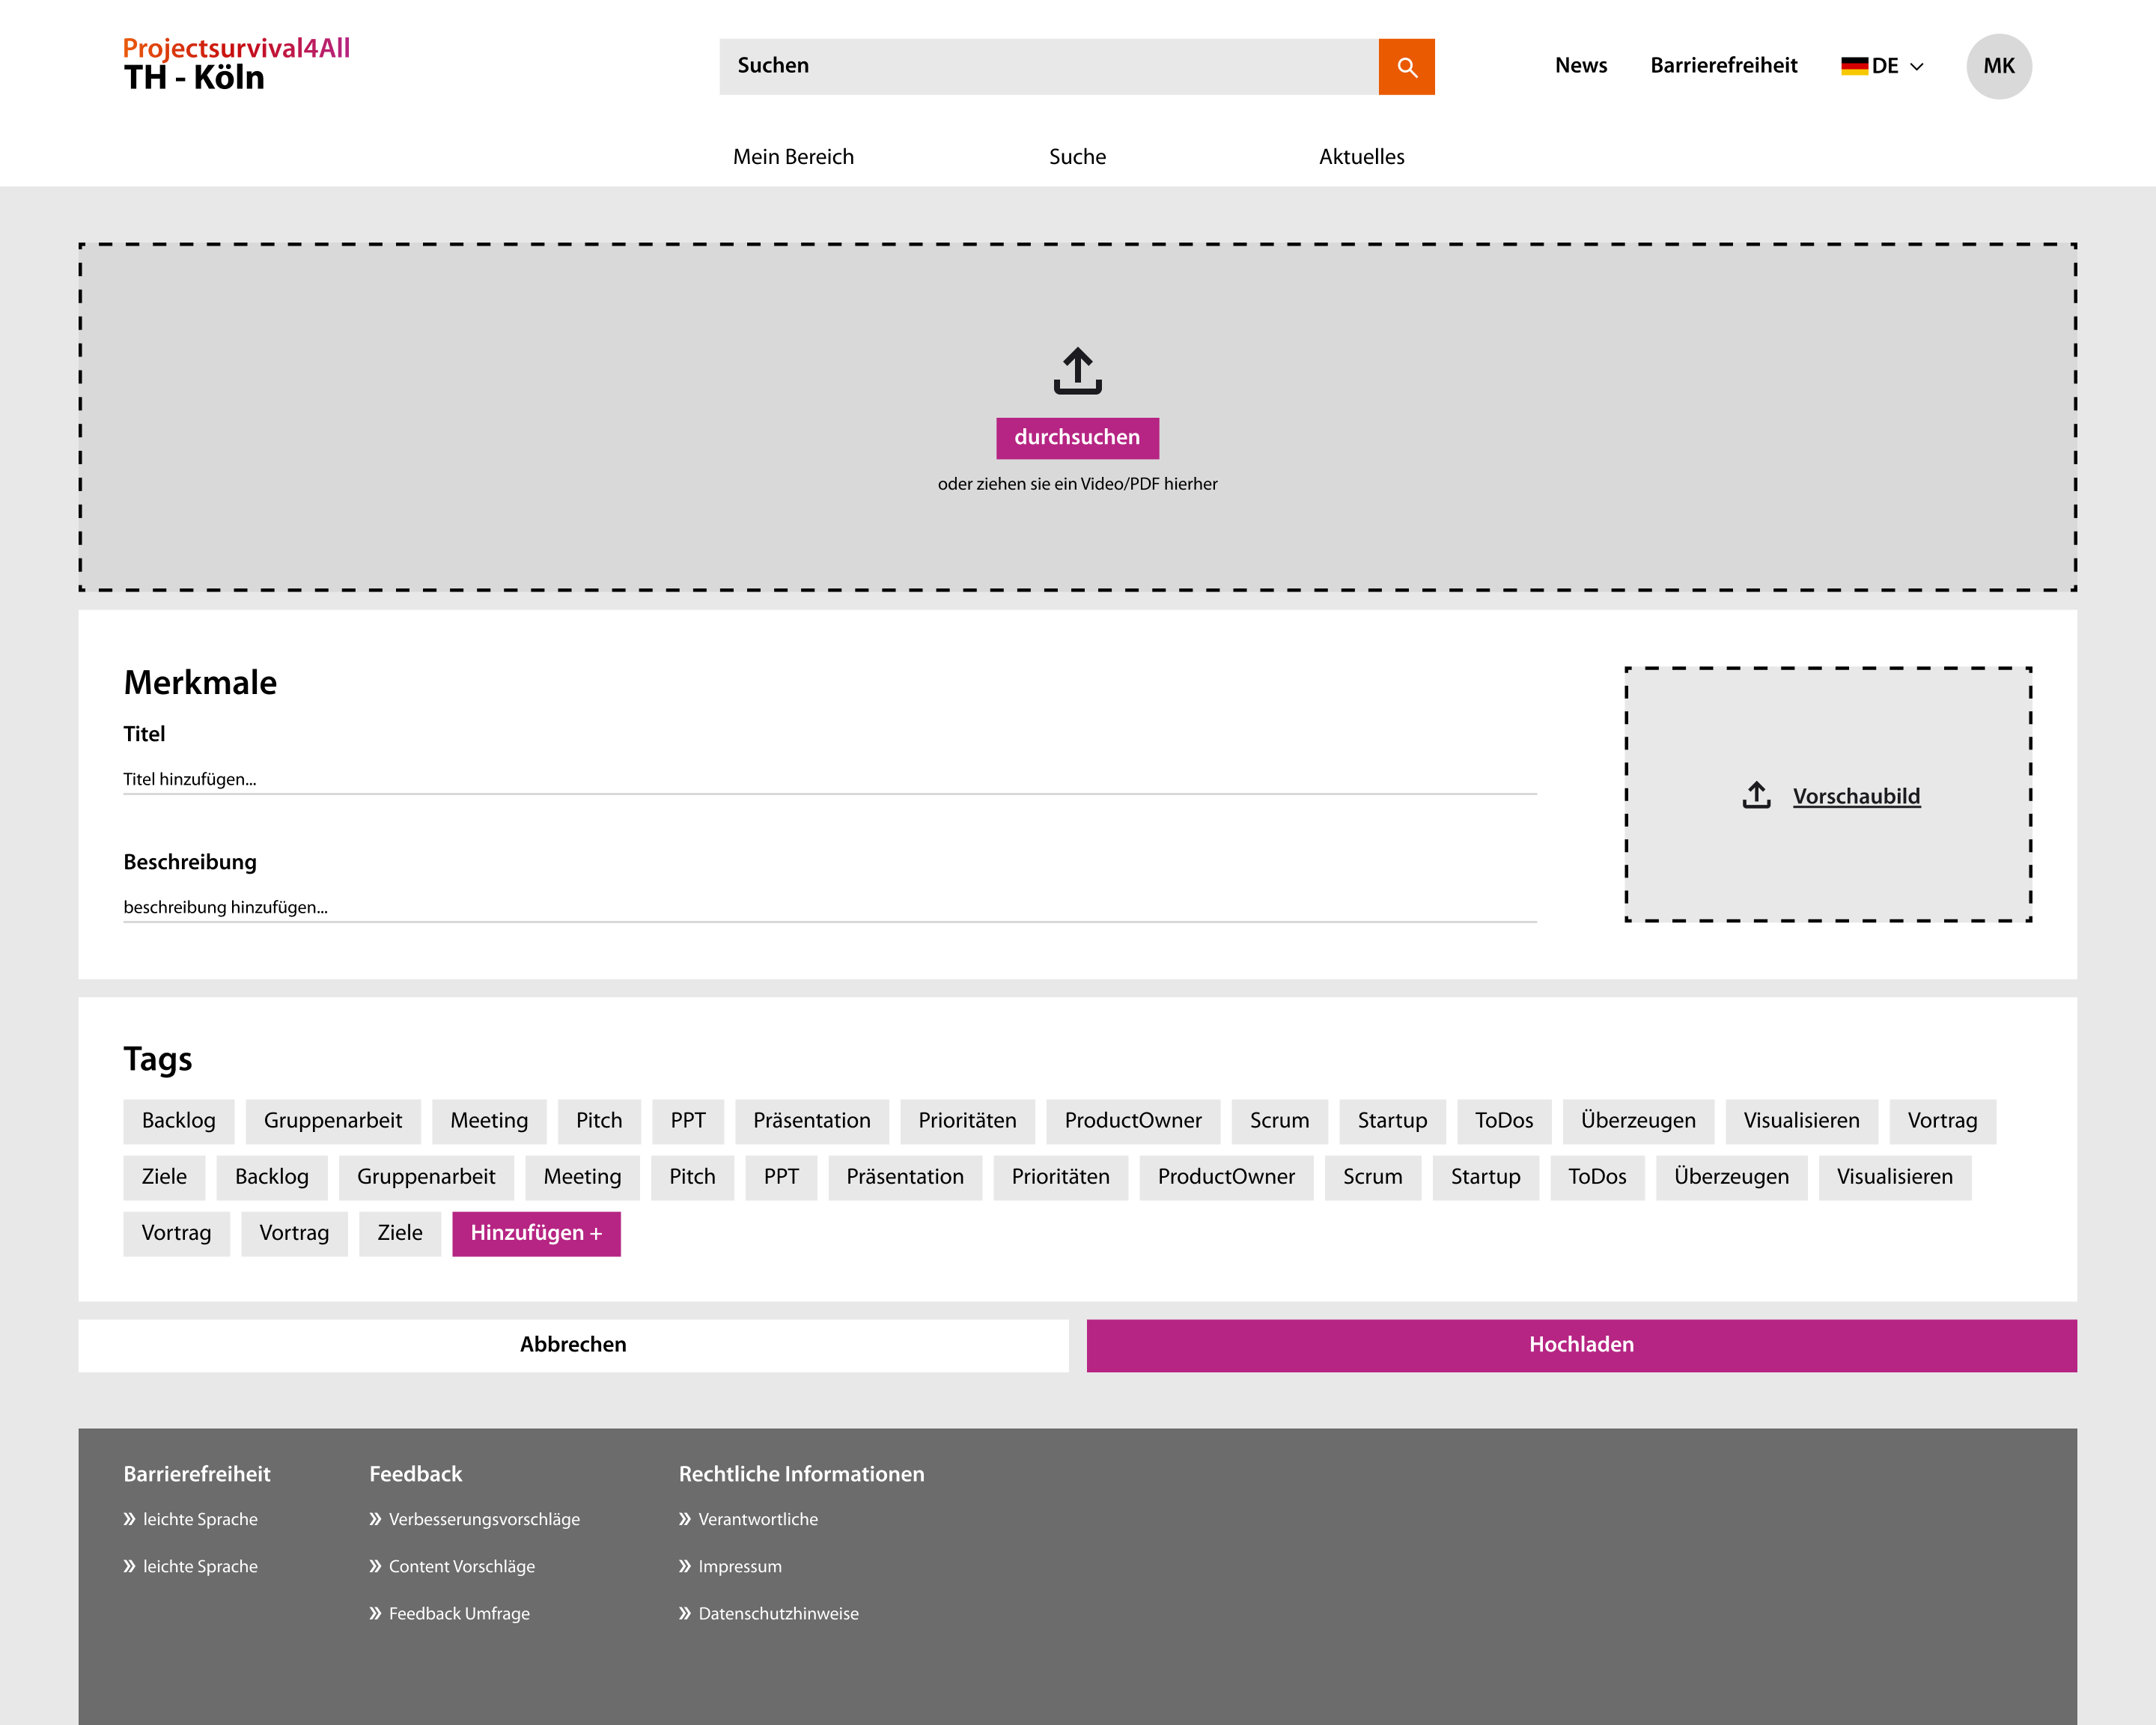 Projectsurvival4All
TH - Köln
Suchen
News Barrierefreiheit DE MK
Mein Bereich Suche Aktuelles
durchsuchen
oder ziehen sie ein Video/PDF hierher
Merkmale
Titel
Titel hinzufügen...
Beschreibung
beschreibung hinzufügen...
Vorschaubild
Tags
Backlog Gruppenarbeit Meeting Pitch PPT Präsentation Prioritäten ProductOwner Scrum Startup ToDos Überzeugen Visualisieren Vortrag
Ziele Backlog Gruppenarbeit Meeting Pitch PPT Präsentation Prioritäten ProductOwner Scrum Startup ToDos Überzeugen Visualisieren
Vortrag Vortrag Ziele Hinzufügen +
Abbrechen Hochladen
Barrierefreiheit
» leichte Sprache
» leichte Sprache
Feedback
» Verbesserungsvorschläge
» Content Vorschläge
» Feedback Umfrage
Rechtliche Informationen
» Verantwortliche
» Impressum
» Datenschutzhinweise